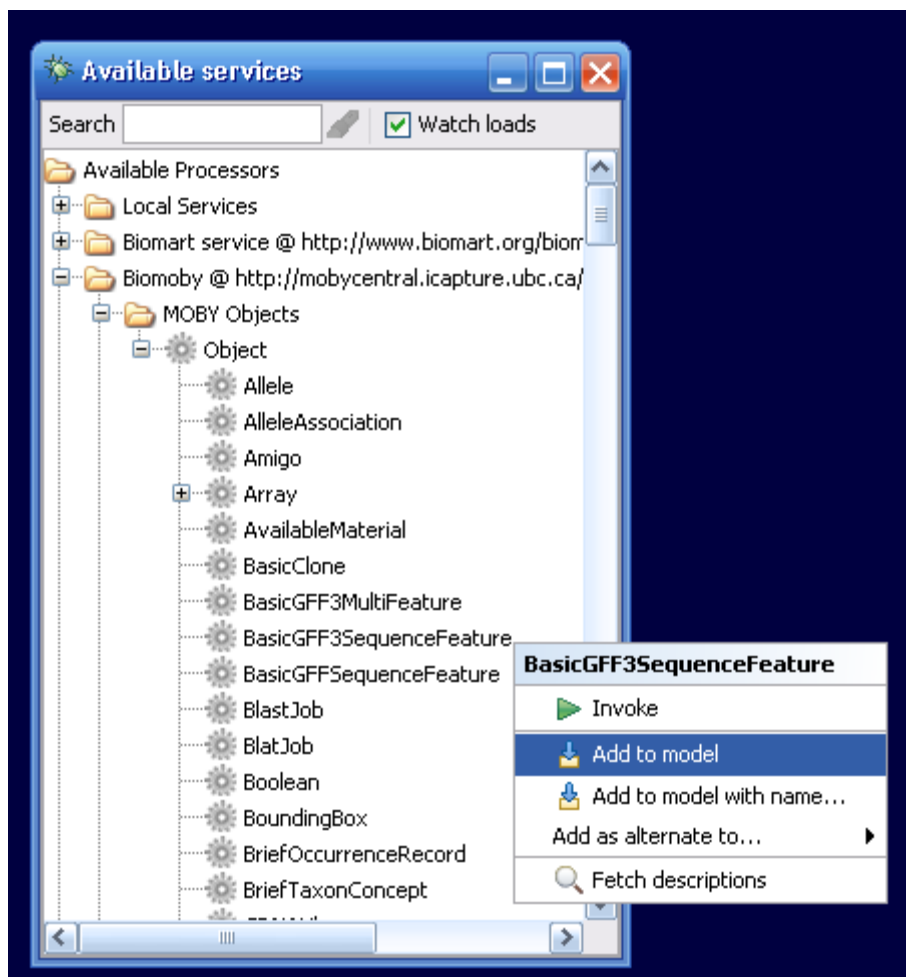 Available services
Search
Watch loads
Available Processors
Local Services
Biomart service @ http://www.biomart.org/biom
Biomoby @ http://mobycentral.icapture.ubc.ca/
MOBY Objects
Object
Allele
AlleleAssociation
Amigo
Array
AvailableMaterial
BasicClone
BasicGFF3MultiFeature
BasicGFF3SequenceFeature
BasicGFFSequenceFeature
BlastJob
BlatJob
Boolean
BoundingBox
BriefOccurrenceRecord
BriefTaxonConcept
BasicGFF3SequenceFeature
Invoke
Add to model
Add to model with name...
Add as alternate to...
Fetch descriptions